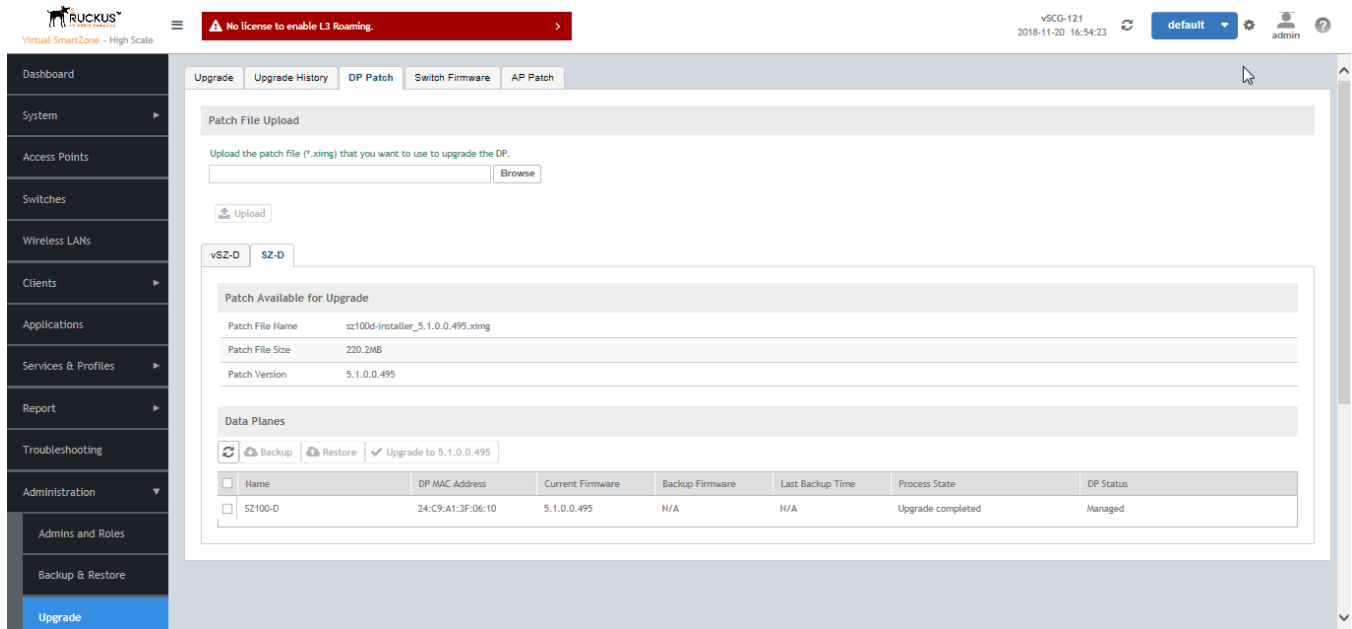 RUCKUS
Virtual SmartZone - High Scale
No license to enable L3 Roaming.
vSCG-121
2018-11-20 16:54:23
default
admin
Dashboard
System
Access Points
Switches
Wireless LANs
Clients
Applications
Services & Profiles
Report
Troubleshooting
Administration
Admins and Roles
Backup & Restore
Upgrade
Upgrade Upgrade History DP Patch Switch Firmware AP Patch
Patch File Upload
Upload the patch file (*.ximg) that you want to use to upgrade the DP.
Browse
Upload
vSZ-D SZ-D
Patch Available for Upgrade
Patch File Name sz100d-installer_5.1.0.0.495.ximg
Patch File Size 220.2MB
Patch Version 5.1.0.0.495
Data Planes
Backup Restore Upgrade to 5.1.0.0.495
Name DP MAC Address Current Firmware Backup Firmware Last Backup Time Process State DP Status
SZ100-D 24:C9:A1:3F:06:10 5.1.0.0.495 N/A N/A Upgrade completed Managed